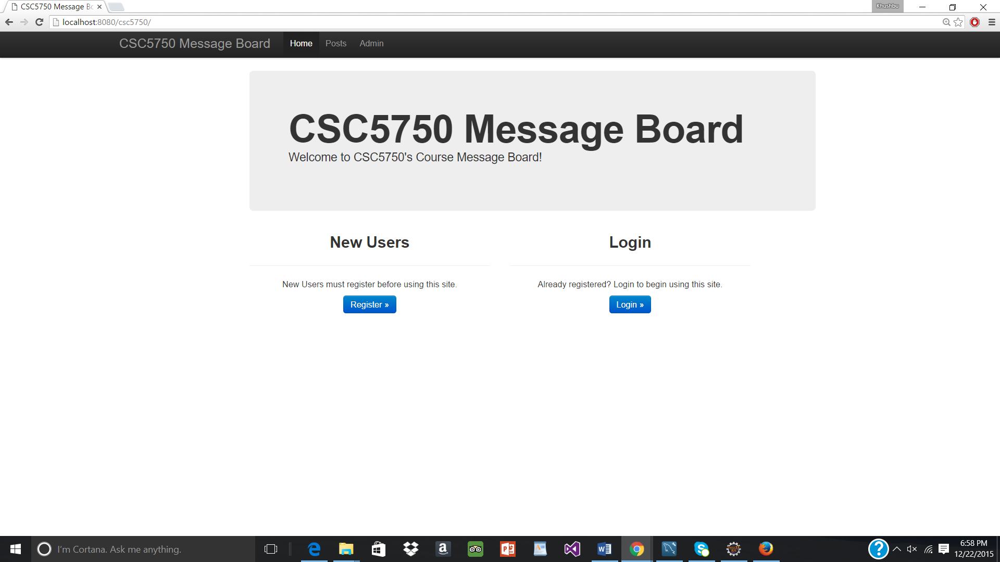 CSC5750 Message Bo
Khushbu
localhost:8080/csc5750/
CSC5750 Message Board Home Posts Admin
CSC5750 Message Board
Welcome to CSC5750's Course Message Board!
New Users
New Users must register before using this site.
Register »
Login
Already registered? Login to begin using this site.
Login »
I'm Cortana. Ask me anything.
6:58 PM
12/22/2015